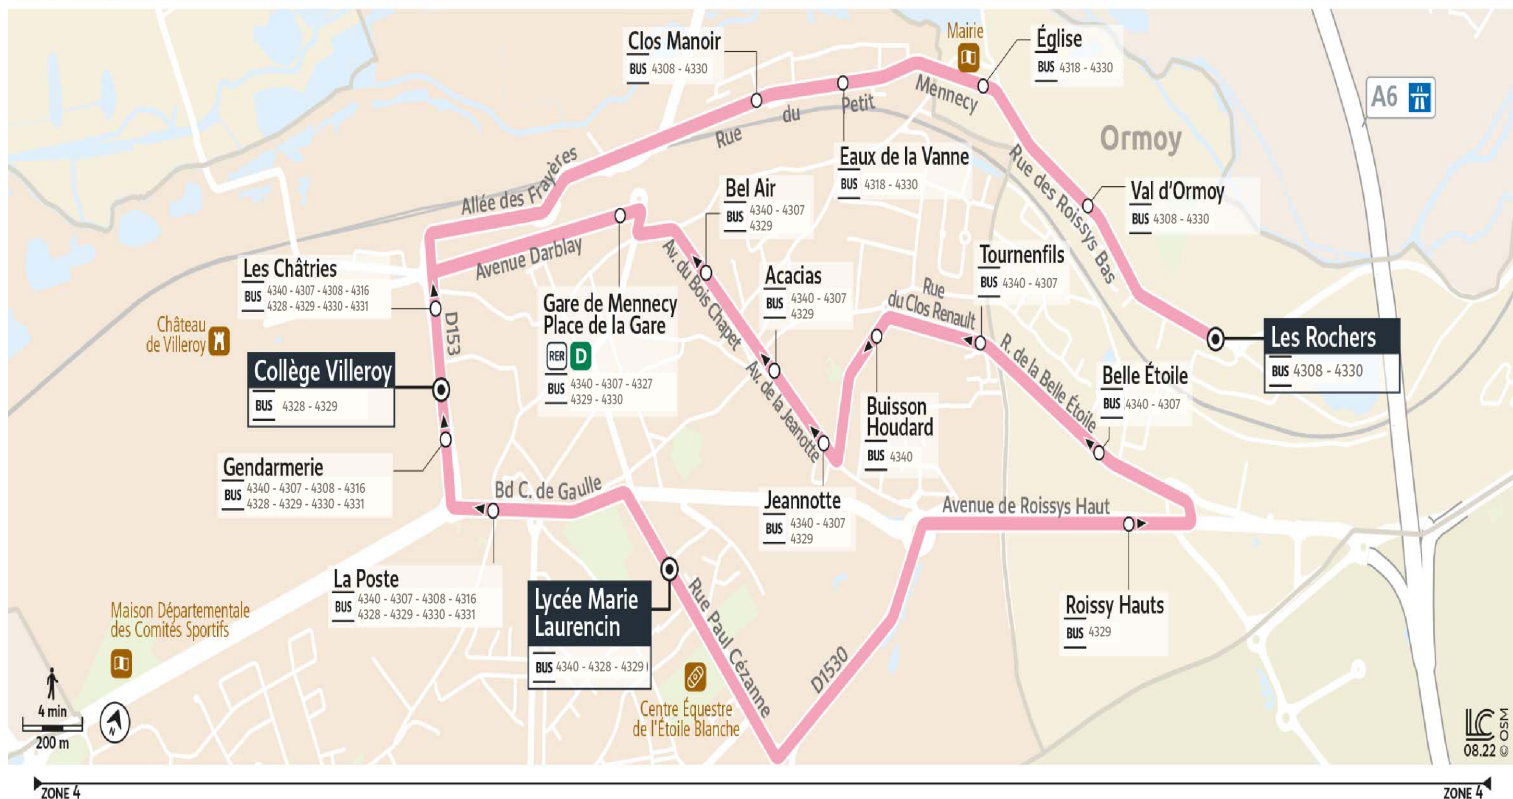 Clos Manoir
BUS 4308 - 4330
Mairie
Église
BUS 4318 - 4330
A6
Mennecy
Petit
du
Rue
Ormoy
Eaux de la Vanne
BUS 4318 - 4330
Rue des Roissys Bas
Val d'Ormoy
BUS 4308 - 4330
Allée des Frayères
Bel Air
BUS 4340 - 4307
4329
Avenue Darblay
Av. du Bois Chapet
Tournenfils
BUS 4340 - 4307
Les Châtries
BUS 4340 - 4307 - 4308 - 4316
4328 - 4329 - 4330 - 4331
Acacias
BUS 4340 - 4307
4329
Rue
du Clos Renault
Gare de Mennecy
Place de la Gare
RER D
BUS 4340 - 4307 - 4327
4329 - 4330
Château
de Villeroy
D153
R. de la Belle Étoile
Les Rochers
BUS 4308 - 4330
Collège Villeroy
BUS 4328 - 4329
Av. de la Jeanotte
Belle Étoile
BUS 4340 - 4307
Buisson
Houdard
BUS 4340
Gendarmerie
BUS 4340 - 4307 - 4308 - 4316
4328 - 4329 - 4330 - 4331
Bd C. de Gaulle
Jeannotte
BUS 4340 - 4307
4329
Avenue de Roissys Haut
La Poste
BUS 4340 - 4307 - 4308 - 4316
4328 - 4329 - 4330 - 4331
Lycée Marie
Laurencin
BUS 4340 - 4328 - 4329
Rue Paul Cézanne
Roissy Hauts
BUS 4329
Maison Départementale
des Comités Sportifs
D1530
Centre Équestre
de l'Étoile Blanche
4 min
200 m
N
LC
08.22 © OSM
ZONE 4
ZONE 4